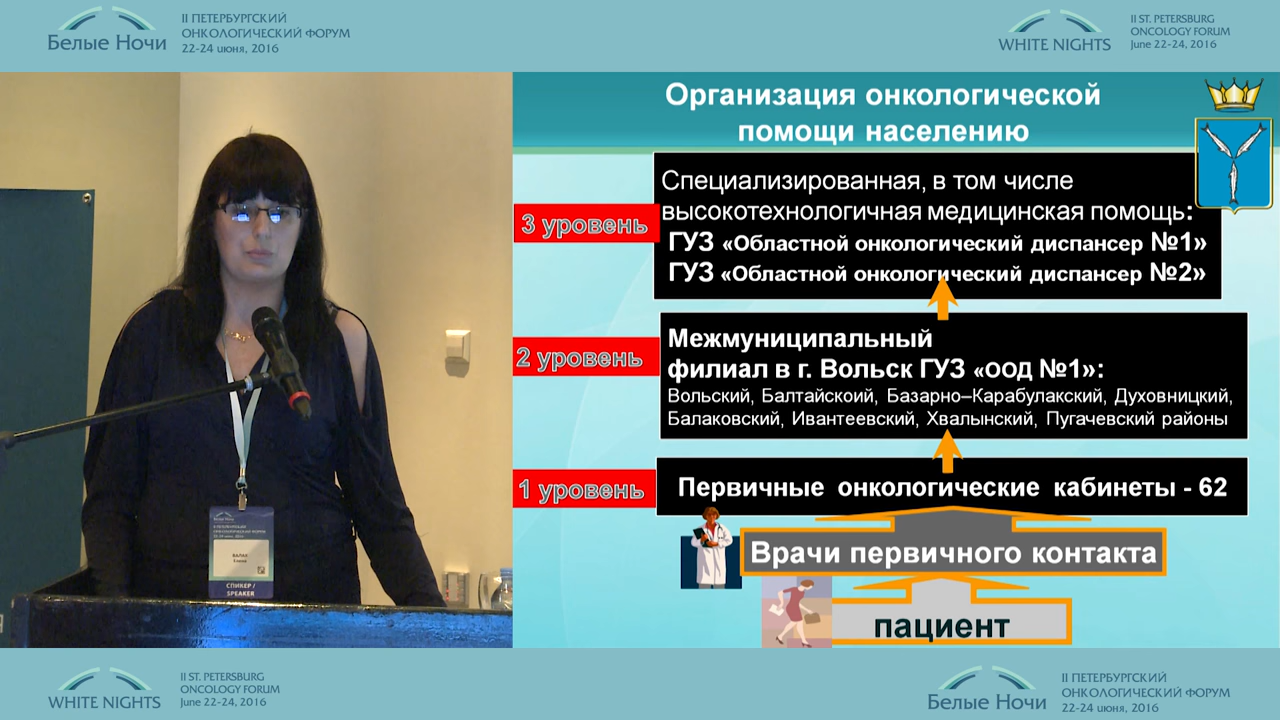 II ПЕТЕРБУРГСКИЙ
ОНКОЛОГИЧЕСКИЙ ФОРУМ
Белые Ночи
22-24 июня, 2016
II ST. PETERSBURG
ONCOLOGY FORUM
WHITE NIGHTS
June 22-24, 2016
Организация онкологической
помощи населению
3 уровень
Специализированная, в том числе
высокотехнологичная медицинская помощь:
ГУЗ «Областной онкологический диспансер №1»
ГУЗ «Областной онкологический диспансер №2»
2 уровень
Межмуниципальный
филиал в г. Вольск ГУЗ «ООД №1»:
Вольский, Балтайскоий, Базарно–Карабулакский, Духовницкий,
Балаковский, Ивантеевский, Хвалынский, Пугачевский районы
1 уровень
Первичные онкологические кабинеты - 62
Врачи первичного контакта
пациент
Белые Ночи
СПИКЕР /
SPEAKER
II ST. PETERSBURG
ONCOLOGY FORUM
WHITE NIGHTS
June 22-24, 2016
II ПЕТЕРБУРГСКИЙ
ОНКОЛОГИЧЕСКИЙ ФОРУМ
Белые Ночи
22-24 июня, 2016